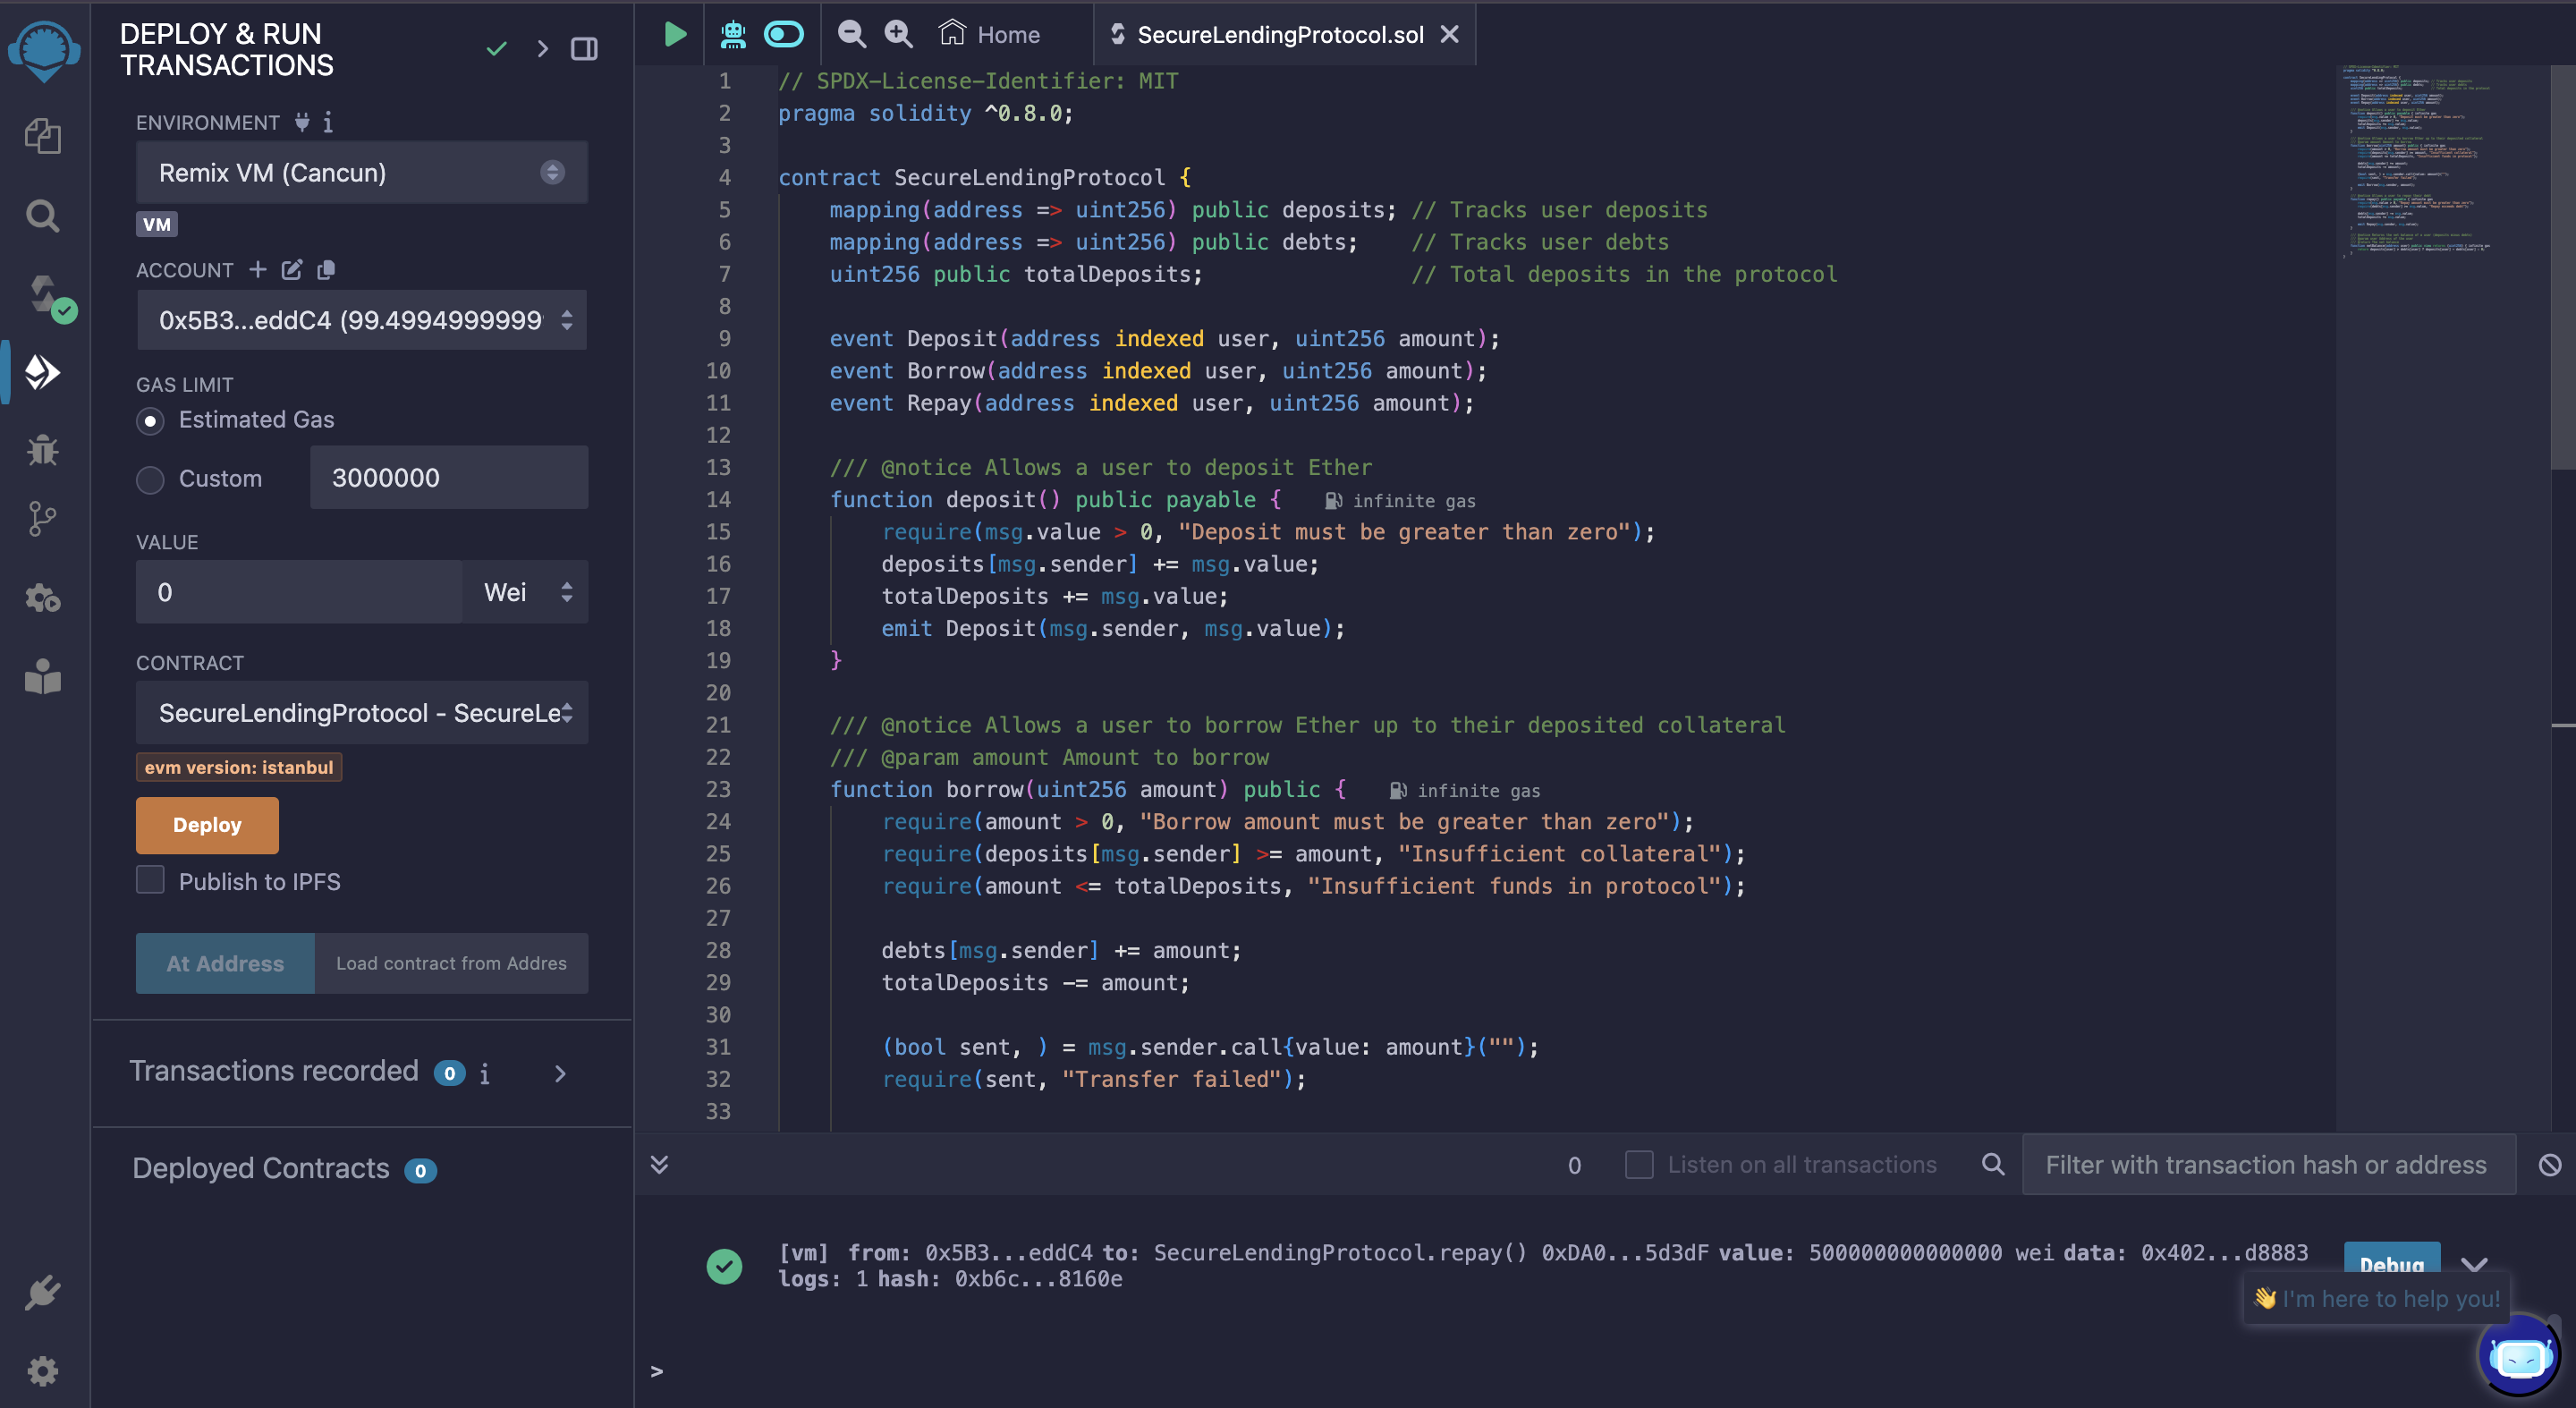 DEPLOY & RUN
TRANSACTIONS
ENVIRONMENT
Remix VM (Cancun)
VM
ACCOUNT
0x5B3...eddC4 (99.4994999999
GAS LIMIT
Estimated Gas
Custom
3000000
VALUE
0
Wei
CONTRACT
SecureLendingProtocol - SecureLe
evm version: istanbul
Deploy
Publish to IPFS
At Address
Load contract from Addres
Transactions recorded 0 i
Deployed Contracts 0
Home
SecureLendingProtocol.sol
1 // SPDX-License-Identifier: MIT
2 pragma solidity ^0.8.0;
3
4 contract SecureLendingProtocol {
5 mapping(address => uint256) public deposits; // Tracks user deposits
6 mapping(address => uint256) public debts; // Tracks user debts
7 uint256 public totalDeposits; // Total deposits in the protocol
8
9 event Deposit(address indexed user, uint256 amount);
10 event Borrow(address indexed user, uint256 amount);
11 event Repay(address indexed user, uint256 amount);
12
13 /// @notice Allows a user to deposit Ether
14 function deposit() public payable { infinite gas
15 require(msg.value > 0, "Deposit must be greater than zero");
16 deposits[msg.sender] += msg.value;
17 totalDeposits += msg.value;
18 emit Deposit(msg.sender, msg.value);
19 }
20
21 /// @notice Allows a user to borrow Ether up to their deposited collateral
22 /// @param amount Amount to borrow
23 function borrow(uint256 amount) public { infinite gas
24 require(amount > 0, "Borrow amount must be greater than zero");
25 require(deposits[msg.sender] >= amount, "Insufficient collateral");
26 require(amount <= totalDeposits, "Insufficient funds in protocol");
27
28 debts[msg.sender] += amount;
29 totalDeposits -= amount;
30
31 (bool sent, ) = msg.sender.call{value: amount}("");
32 require(sent, "Transfer failed");
33
0
Listen on all transactions
Filter with transaction hash or address
[vm] from: 0x5B3...eddC4 to: SecureLendingProtocol.repay() 0xDA0...5d3dF value: 500000000000000 wei data: 0x402...d8883
logs: 1 hash: 0xb6c...8160e
Debug
👋 I'm here to help you!
>